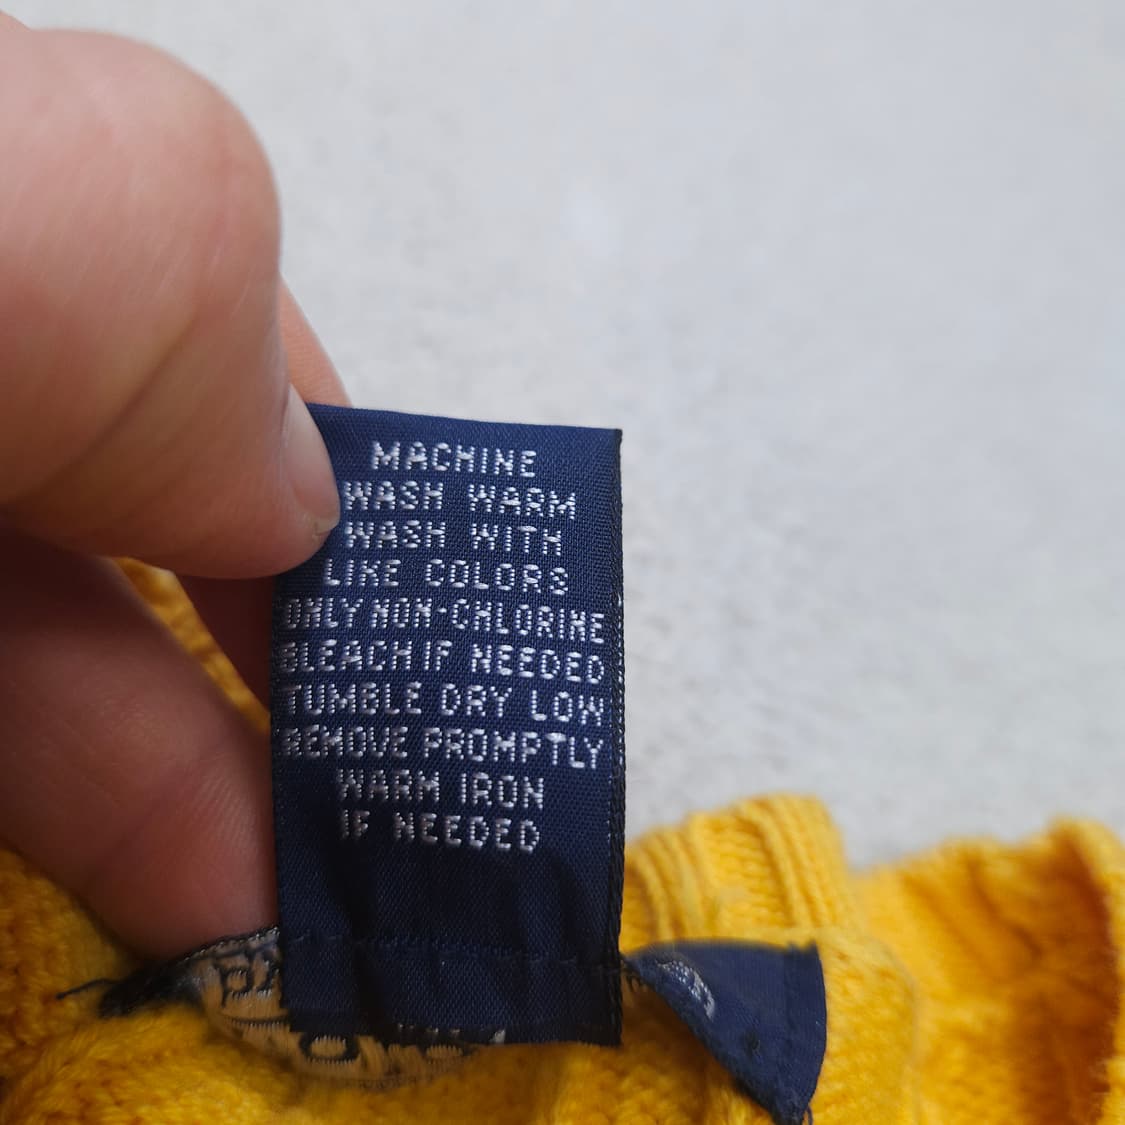 MACHINE
WASH WARM
WASH WITH
LIKE COLORS
ONLY NON-CHLORINE
BLEACH IF NEEDED
TUMBLE DRY LOW
REMOVE PROMPTLY
WARM IRON
IF NEEDED